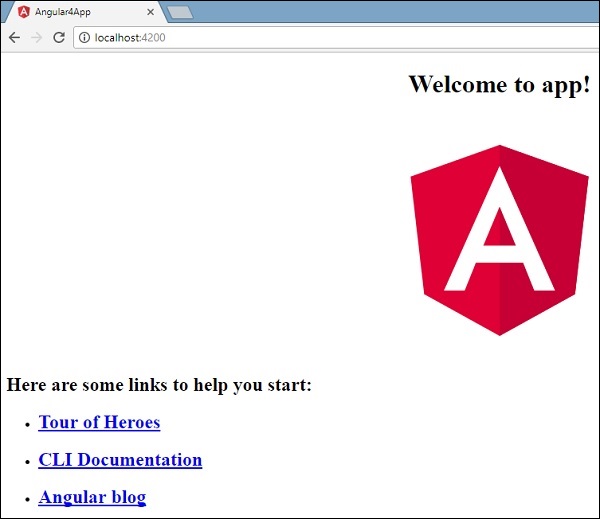 Angular4App
localhost:4200
Welcome to app!
A
Here are some links to help you start:
Tour of Heroes
CLI Documentation
Angular blog